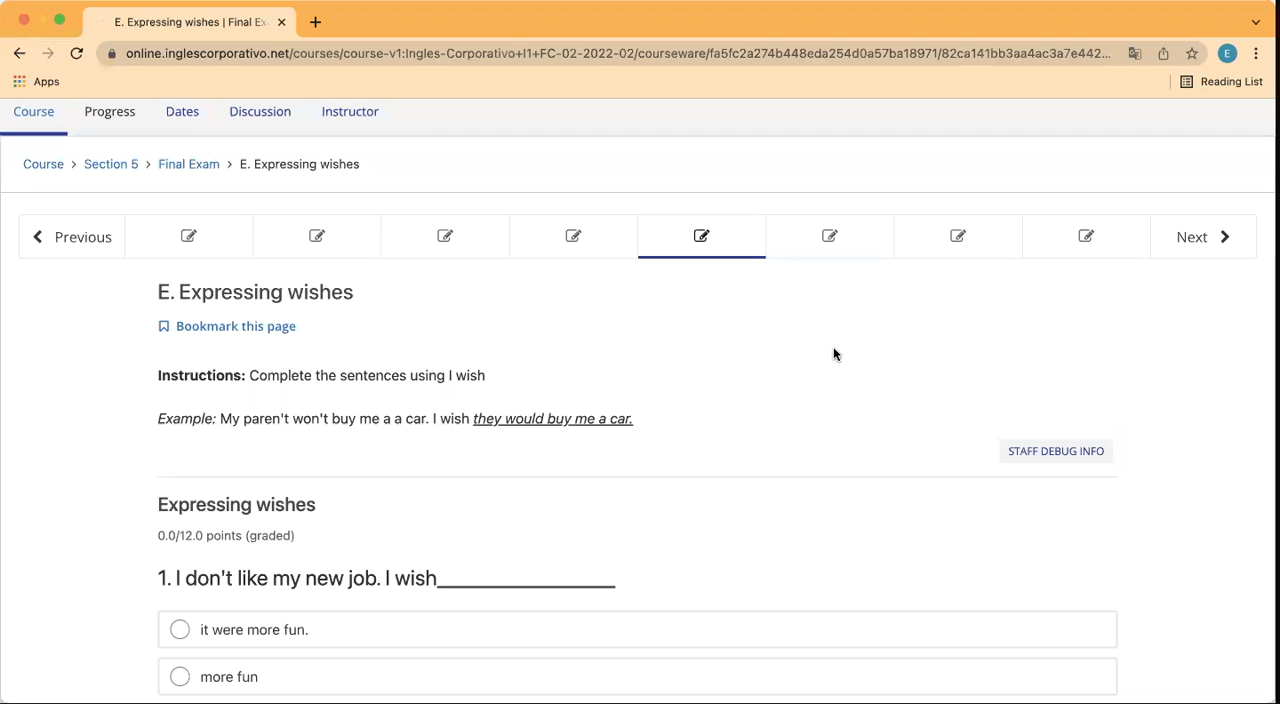 E. Expressing wishes | Final Ex
online.inglescorporativo.net/courses/course-v1:Ingles-Corporativo+I1+FC-02-2022-02/courseware/fa5fc2a274b448eda254d0a57ba18971/82ca141bb3aa4ac3a7e442...
E
Apps
Reading List
Course Progress Dates Discussion Instructor
Course > Section 5 > Final Exam > E. Expressing wishes
Previous Next
E. Expressing wishes
Bookmark this page
Instructions: Complete the sentences using I wish
Example: My paren't won't buy me a a car. I wish they would buy me a car.
STAFF DEBUG INFO
Expressing wishes
0.0/12.0 points (graded)
1. I don't like my new job. I wish_________________
it were more fun.
more fun